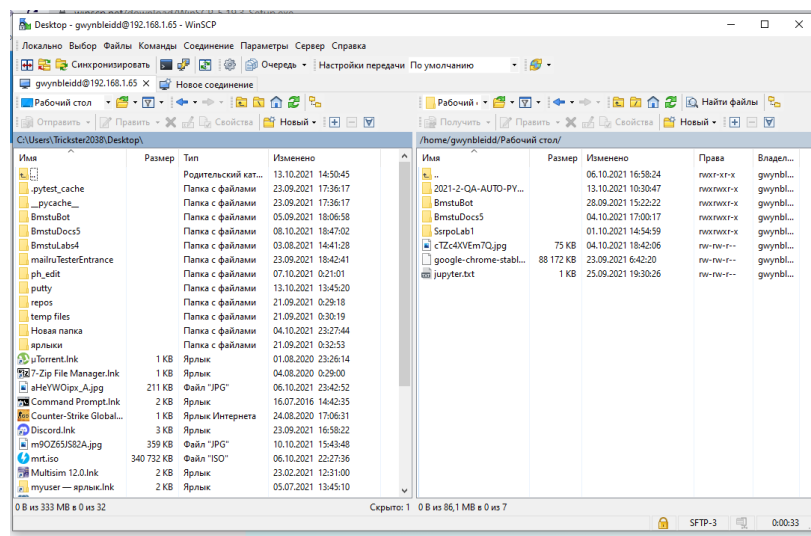 winscp.net/download/WinSCP-5.19.3-Setup.exe
Desktop - gwynbleidd@192.168.1.65 - WinSCP
Локально Выбор Файлы Команды Соединение Параметры Сервер Справка
Синхронизировать Очередь Настройки передачи По умолчанию
gwynbleidd@192.168.1.65 × Новое соединение
Рабочий стол Рабочий Найти файлы
Отправить Править Свойства Новый Получить Править Свойства Новый
C:\Users\Trickster2038\Desktop\ /home/gwynbleidd/Рабочий стол/
Имя Размер Тип Изменено Имя Размер Изменено Права Владел...
.. Родительский кат... 13.10.2021 14:50:45 .. 06.10.2021 16:58:24 rwxr-xr-x gwynbl...
.pytest_cache Папка с файлами 23.09.2021 17:36:17 2021-2-QA-AUTO-PY... 13.10.2021 10:30:47 rwxrwxr-x gwynbl...
__pycache__ Папка с файлами 23.09.2021 17:36:17 BmstuBot 28.09.2021 15:22:22 rwxrwxr-x gwynbl...
BmstuBot Папка с файлами 05.09.2021 18:06:58 BmstuDocs5 04.10.2021 17:00:17 rwxrwxr-x gwynbl...
BmstuDocs5 Папка с файлами 08.10.2021 18:47:02 SsrpoLab1 01.10.2021 14:54:59 rwxrwxr-x gwynbl...
BmstuLabs4 Папка с файлами 03.08.2021 14:41:28 cTZc4XVEm7Q.jpg 75 KB 04.10.2021 18:42:06 rw-rw-r-- gwynbl...
mailruTesterEntrance Папка с файлами 23.09.2021 18:42:41 google-chrome-stabl... 88 172 KB 23.09.2021 6:42:20 rw-rw-r-- gwynbl...
ph_edit Папка с файлами 07.10.2021 0:21:01 jupyter.txt 1 KB 25.09.2021 19:30:26 rw-rw-r-- gwynbl...
putty Папка с файлами 13.10.2021 13:45:20
repos Папка с файлами 21.09.2021 0:29:18
temp files Папка с файлами 21.09.2021 0:30:19
Новая папка Папка с файлами 04.10.2021 23:27:44
ярлыки Папка с файлами 21.09.2021 0:32:53
µTorrent.lnk 1 KB Ярлык 01.08.2020 23:26:14
7-Zip File Manager.lnk 1 KB Ярлык 04.08.2020 0:29:00
aHeYWOipx_A.jpg 211 KB Файл "JPG" 06.10.2021 23:42:52
Command Prompt.lnk 2 KB Ярлык 16.07.2016 14:42:35
Counter-Strike Global... 1 KB Ярлык Интернета 24.08.2020 17:06:31
Discord.lnk 3 KB Ярлык 23.09.2021 16:58:22
m9OZ65JS82A.jpg 359 KB Файл "JPG" 10.10.2021 15:43:48
mrt.iso 340 732 KB Файл "ISO" 06.10.2021 22:27:36
Multisim 12.0.lnk 2 KB Ярлык 23.02.2021 12:31:00
myuser — ярлык.lnk 2 KB Ярлык 05.07.2021 13:45:10
0 B из 333 MB в 0 из 32 Скрыто: 1 0 B из 86,1 MB в 0 из 7
SFTP-3 0:00:33